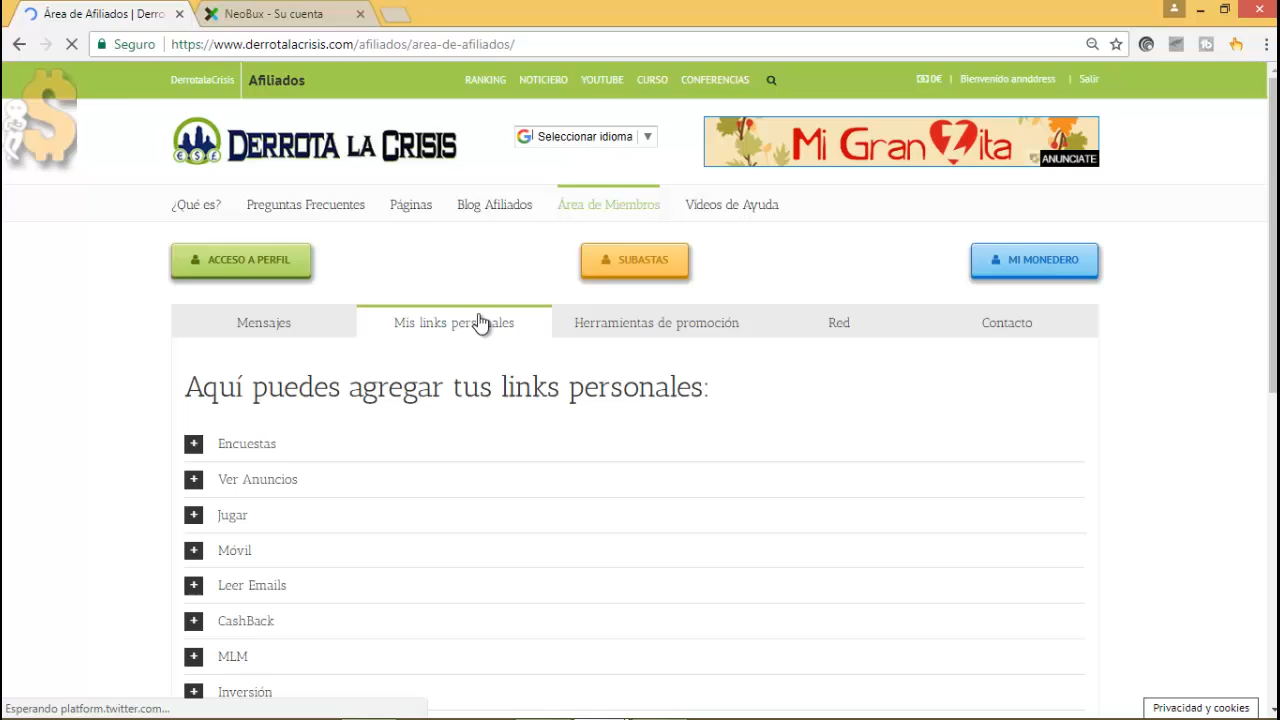 Área de Afiliados | Derro
NeoBux - Su cuenta
Seguro
https://www.derrotalacrisis.com/afiliados/area-de-afiliados/
DerrotalaCrisis
Afiliados
RANKING NOTICIERO YOUTUBE CURSO CONFERENCIAS
0€ | Bienvenido anndóress | Salir
DERROTA LA CRISIS
Seleccionar idioma
Mi Gran Vita
ANUNCIATE
¿Qué es? Preguntas Frecuentes Páginas Blog Afiliados Área de Miembros Vídeos de Ayuda
ACCESO A PERFIL
SUBASTAS
MI MONEDERO
Mensajes Mis links personales Herramientas de promoción Red Contacto
Aquí puedes agregar tus links personales:
Encuestas
Ver Anuncios
Jugar
Móvil
Leer Emails
CashBack
MLM
Inversión
Esperando platform.twitter.com...
Privacidad y cookies